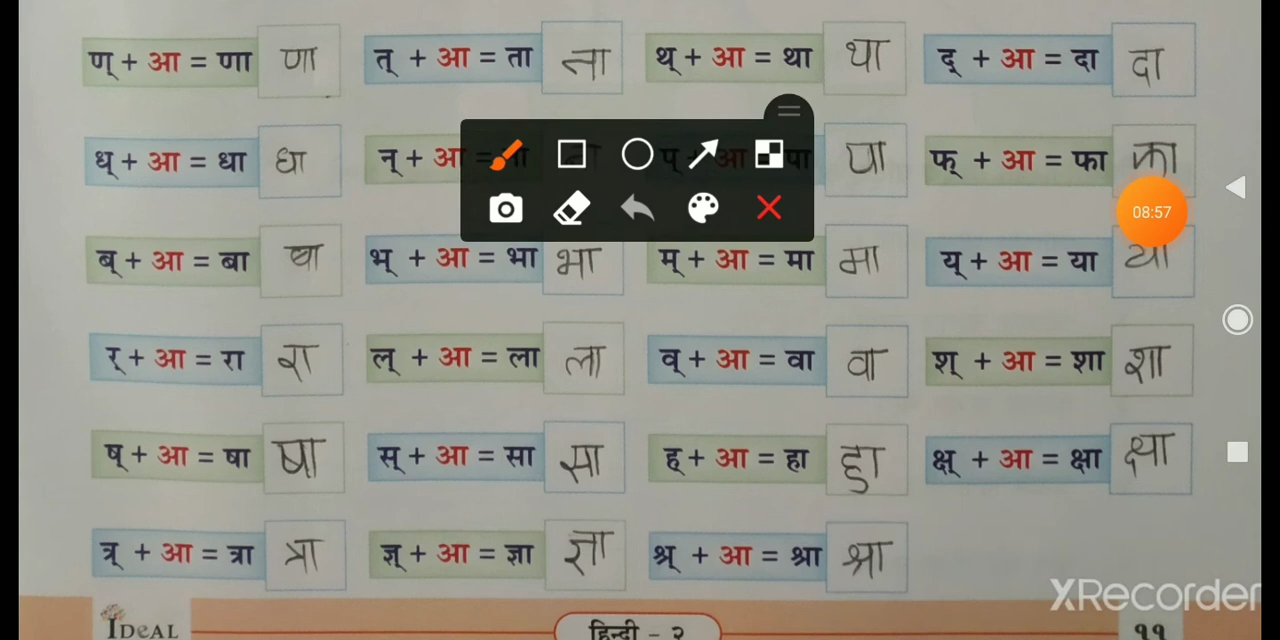 ण् + आ = णा णा त् + आ = ता ता थ् + आ = था था द् + आ = दा दा
ध् + आ = धा धा न् + आ पा फ् + आ = फा फा
08:57
ब् + आ = बा बा भ् + आ = भा भा म् + आ = मा मा य् + आ = या या
र् + आ = रा रा ल् + आ = ला ला व् + आ = वा वा श् + आ = शा शा
ष् + आ = षा षा स् + आ = सा सा ह् + आ = हा हा क्ष् + आ = क्षा क्षा
त्र् + आ = त्रा त्रा ज्ञ् + आ = ज्ञा ज्ञा श्र् + आ = श्रा श्रा
XRecorder
IDEAL हिन्दी - २ ११